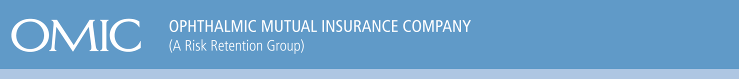 OMIC
OPHTHALMIC MUTUAL INSURANCE COMPANY
(A Risk Retention Group)